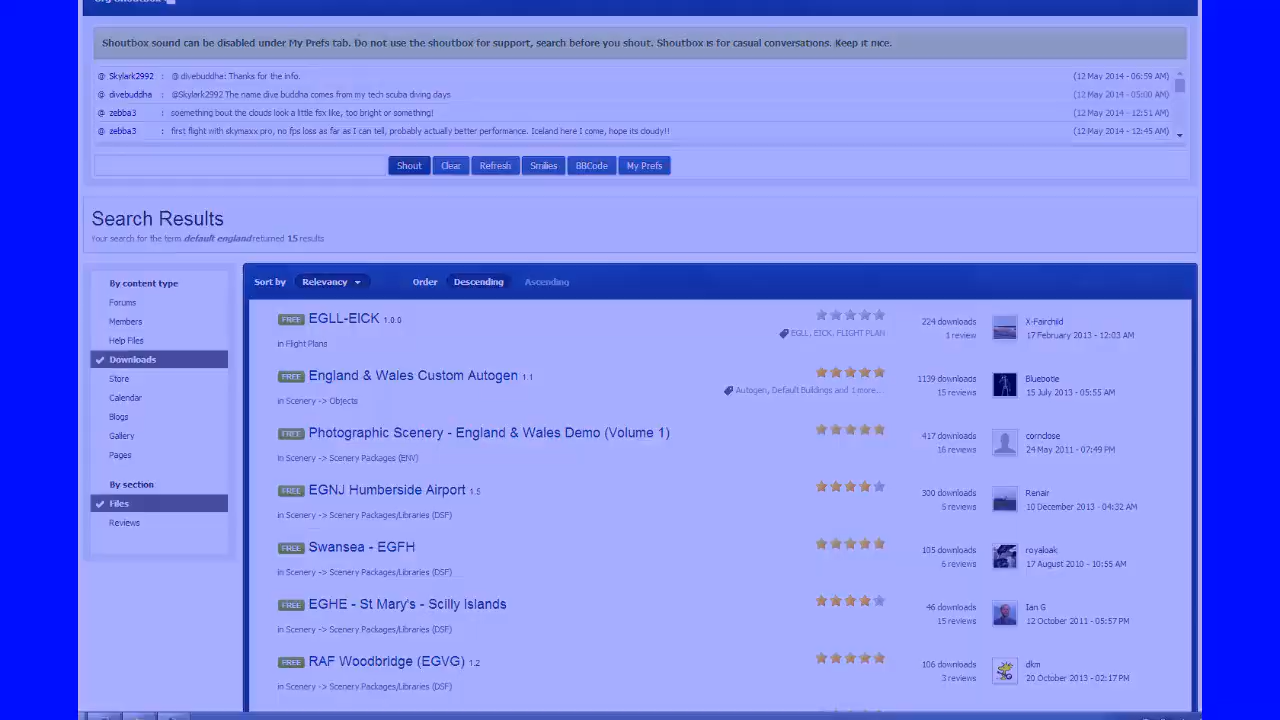 Shoutbox sound can be disabled under My Prefs tab. Do not use the shoutbox for support, search before you shout. Shoutbox is for casual conversations. Keep it nice.
@ Skylark2992 : @ divebuddha: Thanks for the info. (12 May 2014 - 06:59 AM)
@ divebuddha : @Skylark2992 The name dive buddha comes from my tech scuba diving days (12 May 2014 - 05:00 AM)
@ zebba3 : soemething bout the clouds look a little fsx like, too bright or something! (12 May 2014 - 12:51 AM)
@ zebba3 : first flight with skymaxx pro, no fps loss as far as I can tell, probably actually better performance. Iceland here I come, hope its cloudy!! (12 May 2014 - 12:45 AM)
Shout Clear Refresh Smilies BBCode My Prefs
Search Results
Your search for the term default england returned 15 results
By content type
Forums
Members
Help Files
Downloads
Store
Calendar
Blogs
Gallery
Pages
By section
Files
Reviews
Sort by Relevancy Order Descending Ascending
FREE EGLL-EICK 1.0.0
in Flight Plans
EGLL, EICK, FLIGHT PLAN
224 downloads
1 review
X-Fairchild
17 February 2013 - 12:03 AM
FREE England & Wales Custom Autogen 1.1
in Scenery -> Objects
Autogen, Default Buildings and 1 more...
1139 downloads
15 reviews
Bluebotle
15 July 2013 - 05:55 AM
FREE Photographic Scenery - England & Wales Demo (Volume 1)
in Scenery -> Scenery Packages (ENV)
417 downloads
16 reviews
cornclose
24 May 2011 - 07:49 PM
FREE EGNJ Humberside Airport 1.5
in Scenery -> Scenery Packages/Libraries (DSF)
300 downloads
5 reviews
Renair
10 December 2013 - 04:32 AM
FREE Swansea - EGFH
in Scenery -> Scenery Packages/Libraries (DSF)
105 downloads
6 reviews
royaloak
17 August 2010 - 10:55 AM
FREE EGHE - St Mary's - Scilly Islands
in Scenery -> Scenery Packages/Libraries (DSF)
46 downloads
15 reviews
Ian G
12 October 2011 - 05:57 PM
FREE RAF Woodbridge (EGVG) 1.2
in Scenery -> Scenery Packages/Libraries (DSF)
106 downloads
3 reviews
dkm
20 October 2013 - 02:17 PM